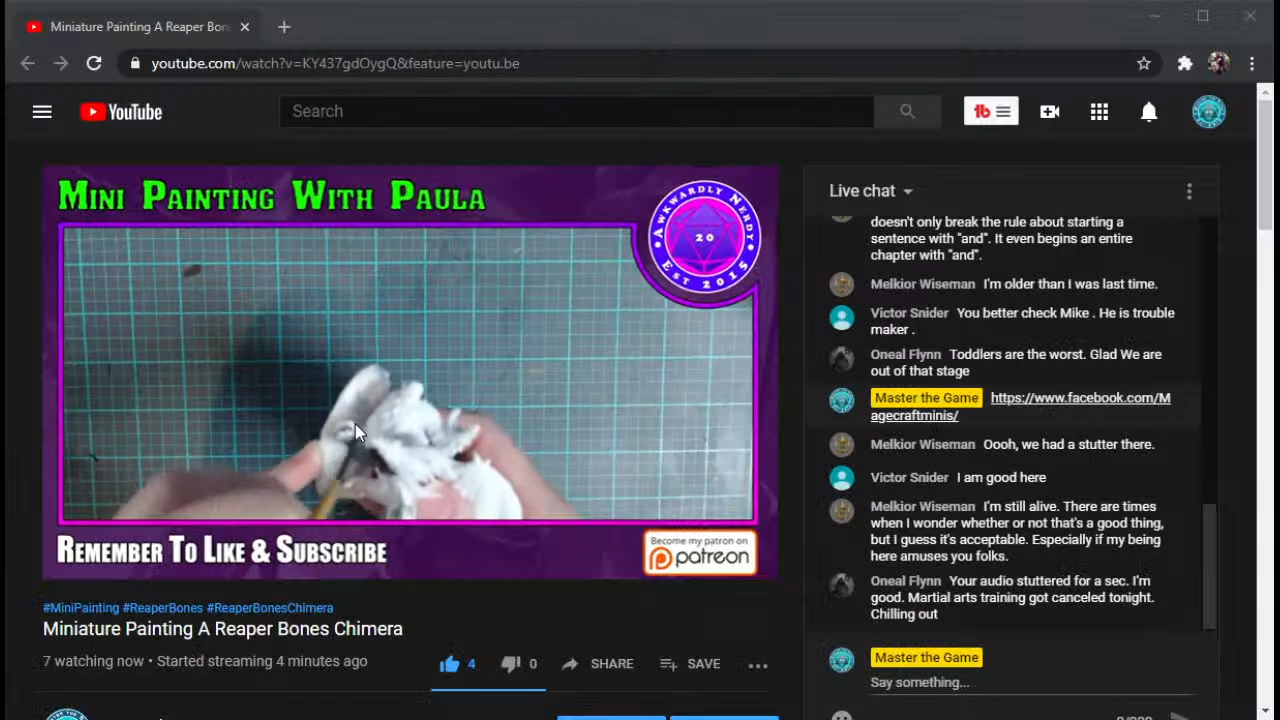 Miniature Painting A Reaper Bon
youtube.com/watch?v=KY437gdOygQ&feature=youtu.be
YouTube
Search
MINI PAINTING WITH PAULA
AWKWARDLY NERDY
20
EST 2015
REMEMBER TO LIKE & SUBSCRIBE
Become my patron on
patreon
#MiniPainting #ReaperBones #ReaperBonesChimera
Miniature Painting A Reaper Bones Chimera
7 watching now • Started streaming 4 minutes ago
4
0
SHARE
SAVE
Live chat
doesn't only break the rule about starting a
sentence with "and". It even begins an entire
chapter with "and".
Melkior Wiseman I'm older than I was last time.
Victor Snider You better check Mike . He is trouble
maker .
Oneal Flynn Toddlers are the worst. Glad We are
out of that stage
Master the Game https://www.facebook.com/M
agecraftminis/
Melkior Wiseman Oooh, we had a stutter there.
Victor Snider I am good here
Melkior Wiseman I'm still alive. There are times
when I wonder whether or not that's a good thing,
but I guess it's acceptable. Especially if my being
here amuses you folks.
Oneal Flynn Your audio stuttered for a sec. I'm
good. Martial arts training got canceled tonight.
Chilling out
Master the Game
Say something...